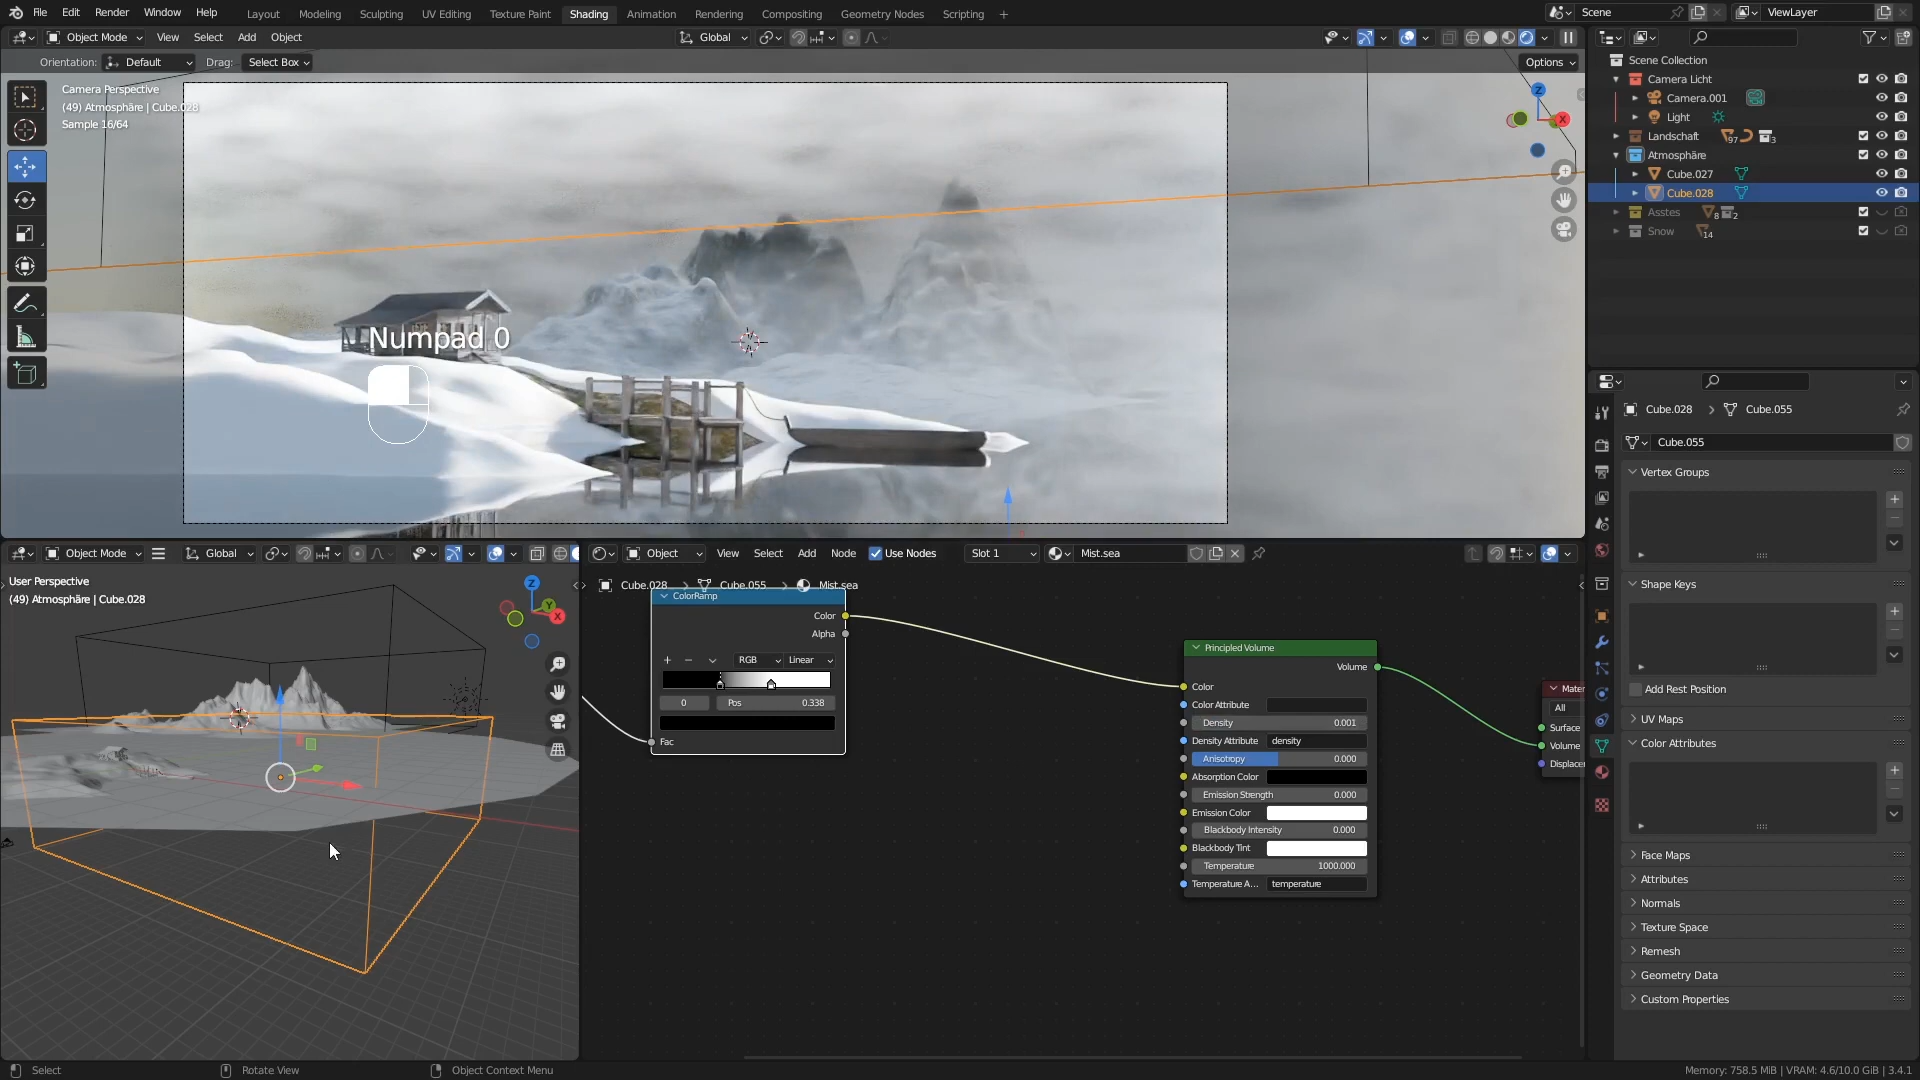 File Edit Render Window Help Layout Modeling Sculpting UV Editing Texture Paint Shading Animation Rendering Compositing Geometry Nodes Scripting + Scene ViewLayer
Object Mode View Select Add Object Global
Orientation: Default Drag: Select Box Options
Camera Perspective
(49) Atmosphäre | Cube.028
Sample 16/64
Z
X
Numpad 0
Scene Collection
Camera Licht
Camera.001
Light
Landschaft 97 3
Atmosphäre
Cube.027
Cube.028
Asstes 8 2
Snow 14
Cube.028 > Cube.055
Cube.055
Vertex Groups
Shape Keys
Add Rest Position
UV Maps
Color Attributes
Face Maps
Attributes
Normals
Texture Space
Remesh
Geometry Data
Custom Properties
Object Mode Global
User Perspective
(49) Atmosphäre | Cube.028
Z
Y
X
Object View Select Add Node Use Nodes Slot 1 Mist.sea
Cube.028 > Cube.055 > Mist.sea
ColorRamp
Color
Alpha
+ − RGB Linear
0 Pos 0.338
Fac
Principled Volume
Volume
Color
Color Attribute
Density 0.001
Density Attribute density
Anisotropy 0.000
Absorption Color
Emission Strength 0.000
Emission Color
Blackbody Intensity 0.000
Blackbody Tint
Temperature 1000.000
Temperature A... temperature
Mater
All
Surface
Volume
Displacer
Select Rotate View Object Context Menu Memory: 758.5 MiB | VRAM: 4.6/10.0 GiB | 3.4.1